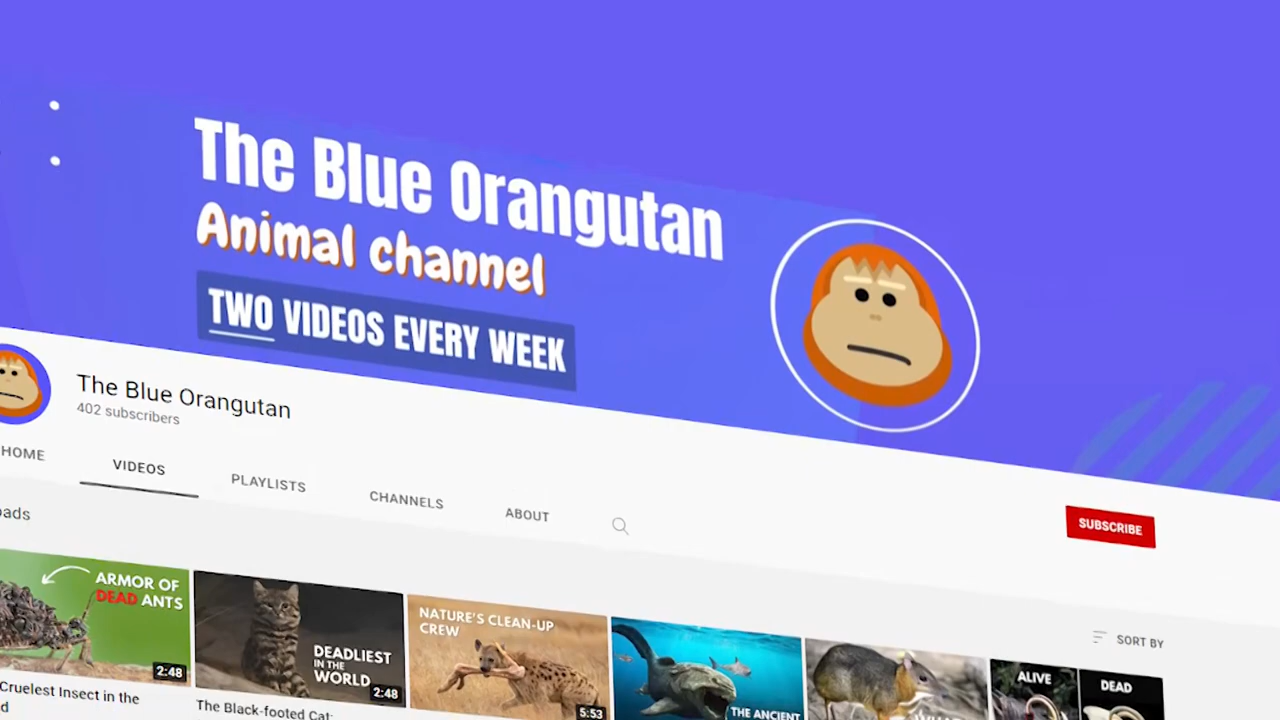 The Blue Orangutan
Animal channel
TWO VIDEOS EVERY WEEK
The Blue Orangutan
402 subscribers
HOME
VIDEOS
PLAYLISTS
CHANNELS
ABOUT
SUBSCRIBE
SORT BY
ARMOR OF
DEAD ANTS
2:48
DEADLIEST
IN THE
WORLD
2:48
NATURE'S CLEAN-UP
CREW
5:53
THE ANCIENT
ALIVE
DEAD
Cruelest Insect in the
The Black-footed Cat: